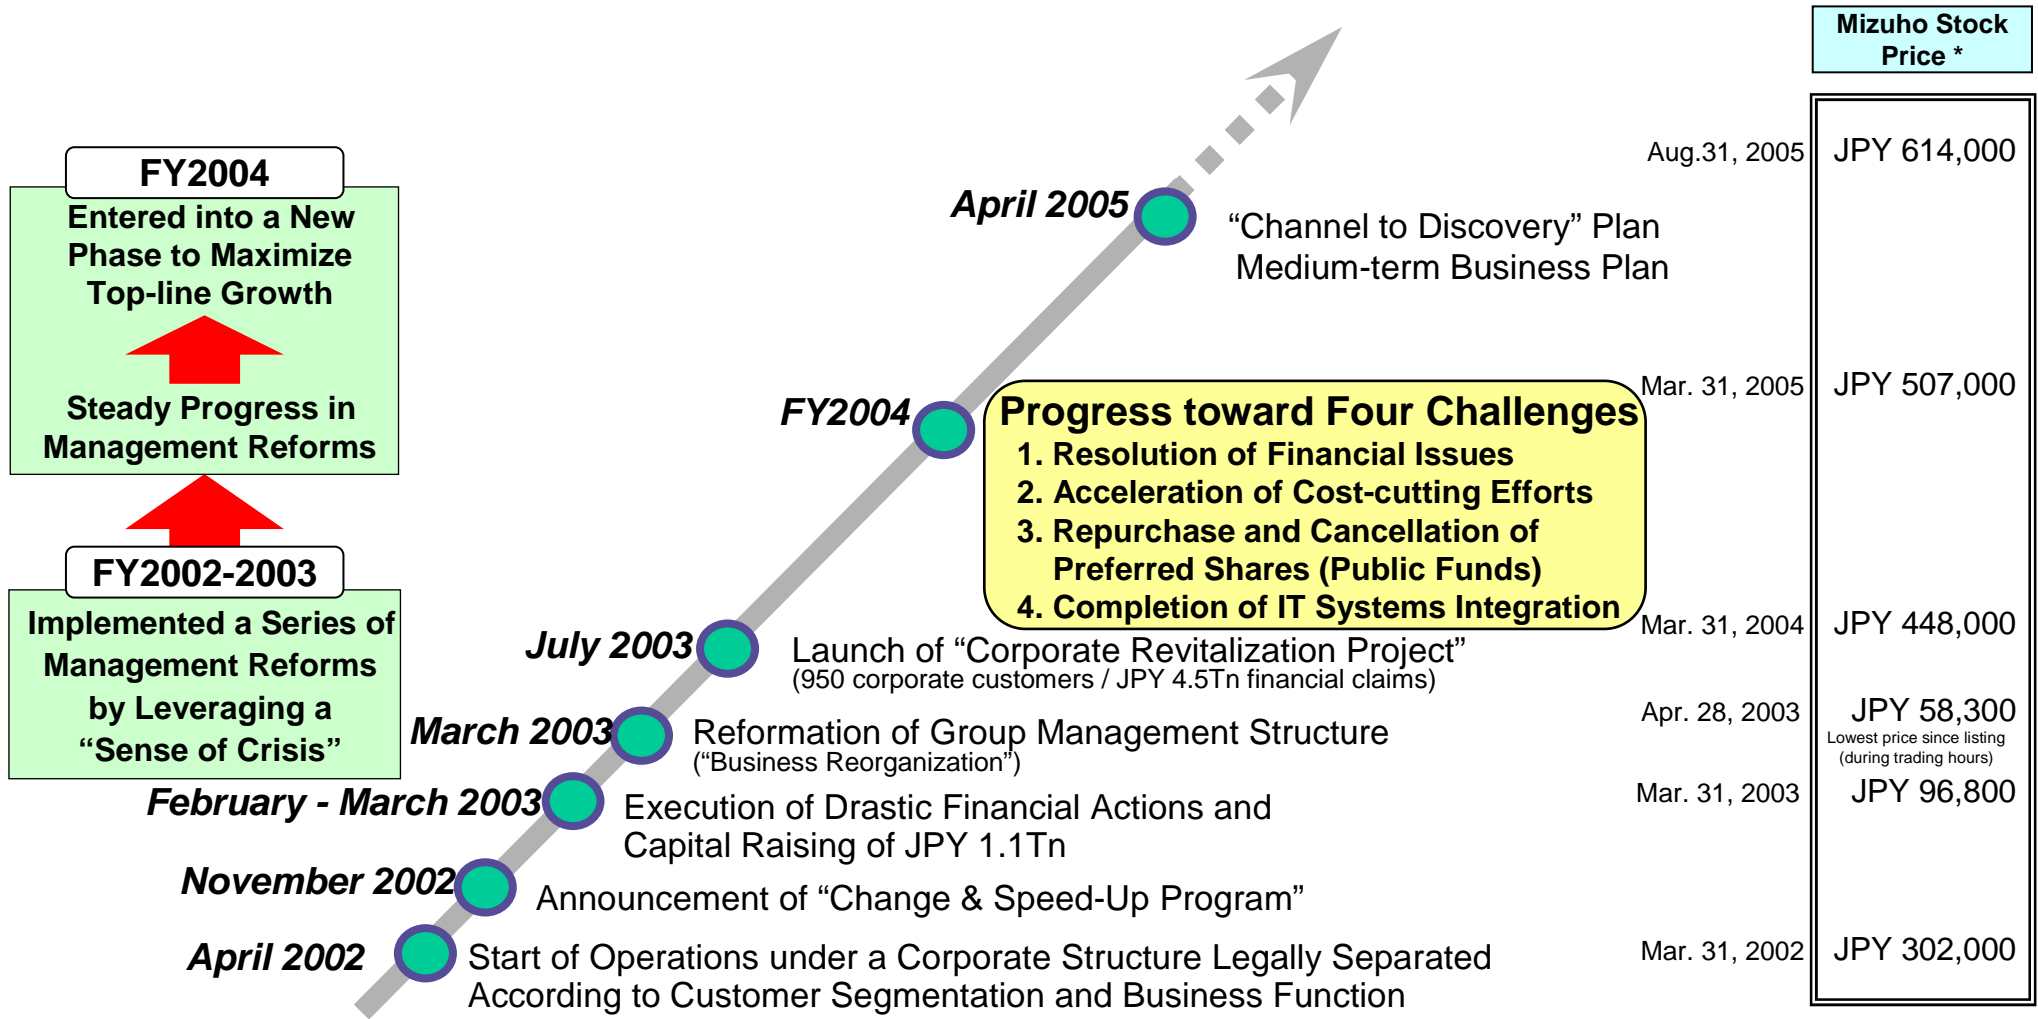 Mizuho Stock
Price *
FY2004
Entered into a New
Phase to Maximize
Top-line Growth
Steady Progress in
Management Reforms
FY2002-2003
Implemented a Series of
Management Reforms
by Leveraging a
“Sense of Crisis”
April 2005
“Channel to Discovery” Plan
Medium-term Business Plan
FY2004
Progress toward Four Challenges
1. Resolution of Financial Issues
2. Acceleration of Cost-cutting Efforts
3. Repurchase and Cancellation of
Preferred Shares (Public Funds)
4. Completion of IT Systems Integration
July 2003
Launch of “Corporate Revitalization Project”
(950 corporate customers / JPY 4.5Tn financial claims)
March 2003
Reformation of Group Management Structure
(“Business Reorganization”)
February - March 2003
Execution of Drastic Financial Actions and
Capital Raising of JPY 1.1Tn
November 2002
Announcement of “Change & Speed-Up Program”
April 2002
Start of Operations under a Corporate Structure Legally Separated
According to Customer Segmentation and Business Function
Aug.31, 2005 JPY 614,000
Mar. 31, 2005 JPY 507,000
Mar. 31, 2004 JPY 448,000
Apr. 28, 2003 JPY 58,300
Lowest price since listing
(during trading hours)
Mar. 31, 2003 JPY 96,800
Mar. 31, 2002 JPY 302,000